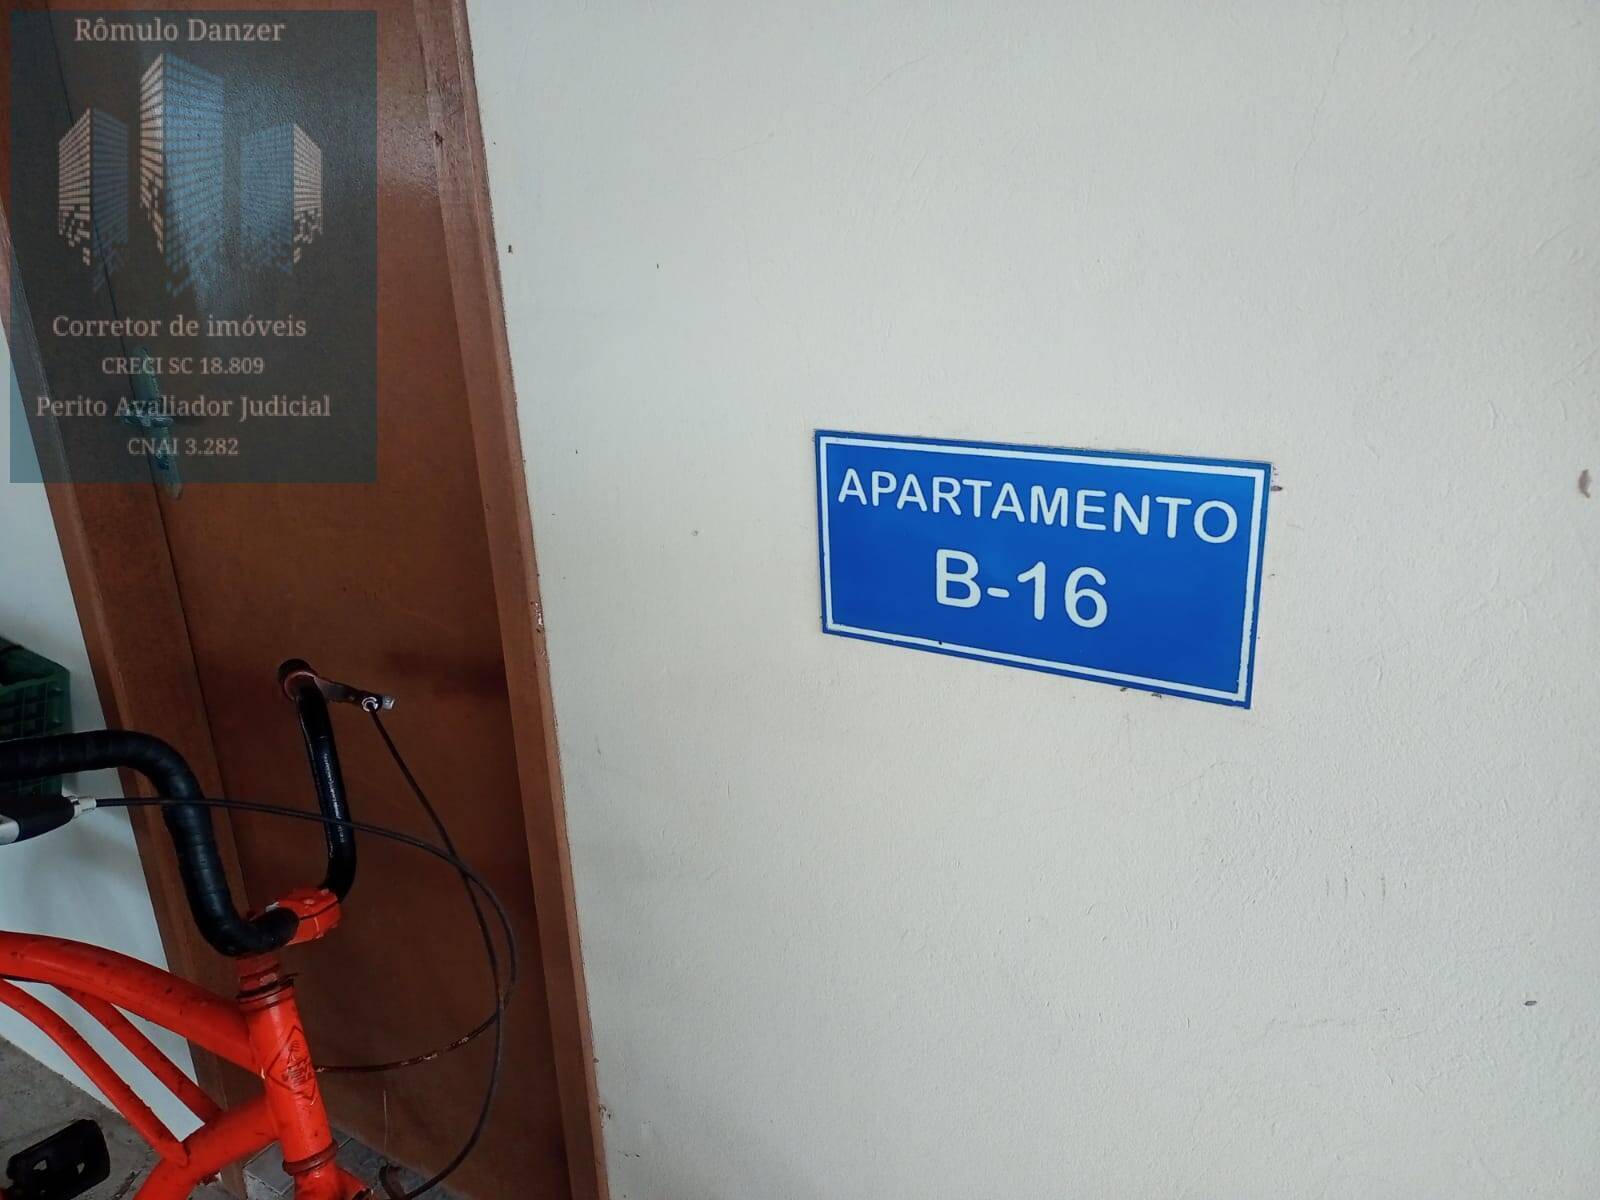 Rômulo Danzer
Corretor de imóveis
CRECI SC 18.809
Perito Avaliador Judicial
CNAI 3.282
APARTAMENTO
B-16